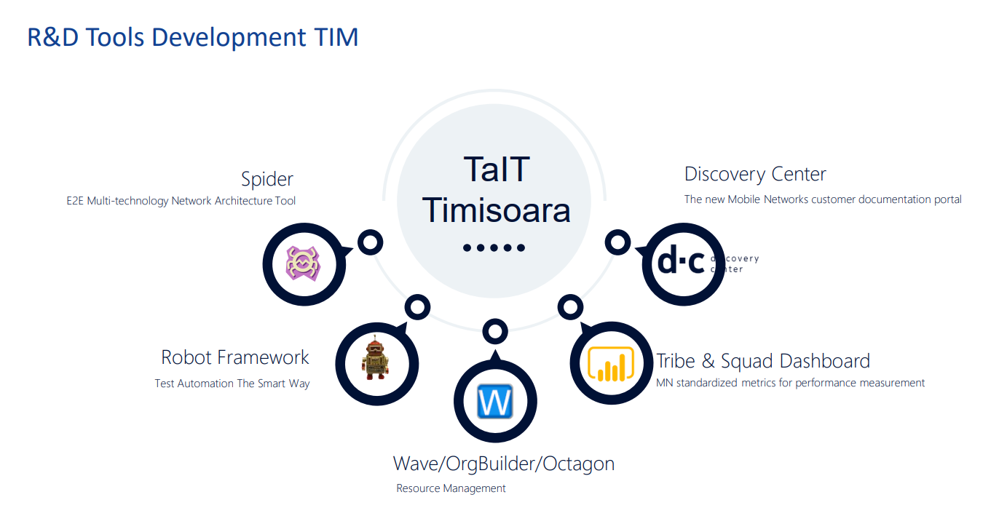 R&D Tools Development TIM
TaIT
Timisoara
Spider
E2E Multi-technology Network Architecture Tool
Discovery Center
The new Mobile Networks customer documentation portal
d·c discovery
center
Robot Framework
Test Automation The Smart Way
W
Tribe & Squad Dashboard
MN standardized metrics for performance measurement
Wave/OrgBuilder/Octagon
Resource Management